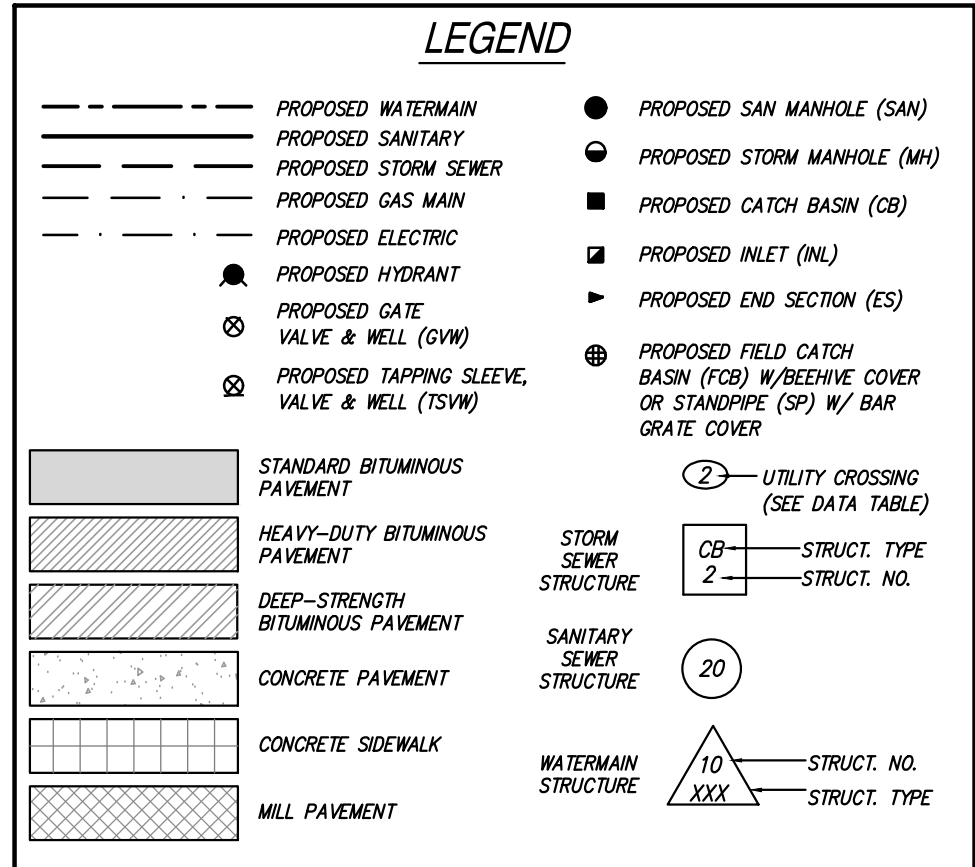 LEGEND
PROPOSED WATERMAIN
PROPOSED SANITARY
PROPOSED STORM SEWER
PROPOSED GAS MAIN
PROPOSED ELECTRIC
PROPOSED HYDRANT
PROPOSED GATE
VALVE & WELL (GVW)
PROPOSED TAPPING SLEEVE,
VALVE & WELL (TSVW)
PROPOSED SAN MANHOLE (SAN)
PROPOSED STORM MANHOLE (MH)
PROPOSED CATCH BASIN (CB)
PROPOSED INLET (INL)
PROPOSED END SECTION (ES)
PROPOSED FIELD CATCH
BASIN (FCB) W/BEEHIVE COVER
OR STANDPIPE (SP) W/ BAR
GRATE COVER
STANDARD BITUMINOUS
PAVEMENT
HEAVY-DUTY BITUMINOUS
PAVEMENT
DEEP-STRENGTH
BITUMINOUS PAVEMENT
CONCRETE PAVEMENT
CONCRETE SIDEWALK
MILL PAVEMENT
2 UTILITY CROSSING
(SEE DATA TABLE)
STORM
SEWER
STRUCTURE
CB STRUCT. TYPE
2 STRUCT. NO.
SANITARY
SEWER
STRUCTURE
20
WATERMAIN
STRUCTURE
10 STRUCT. NO.
XXX STRUCT. TYPE